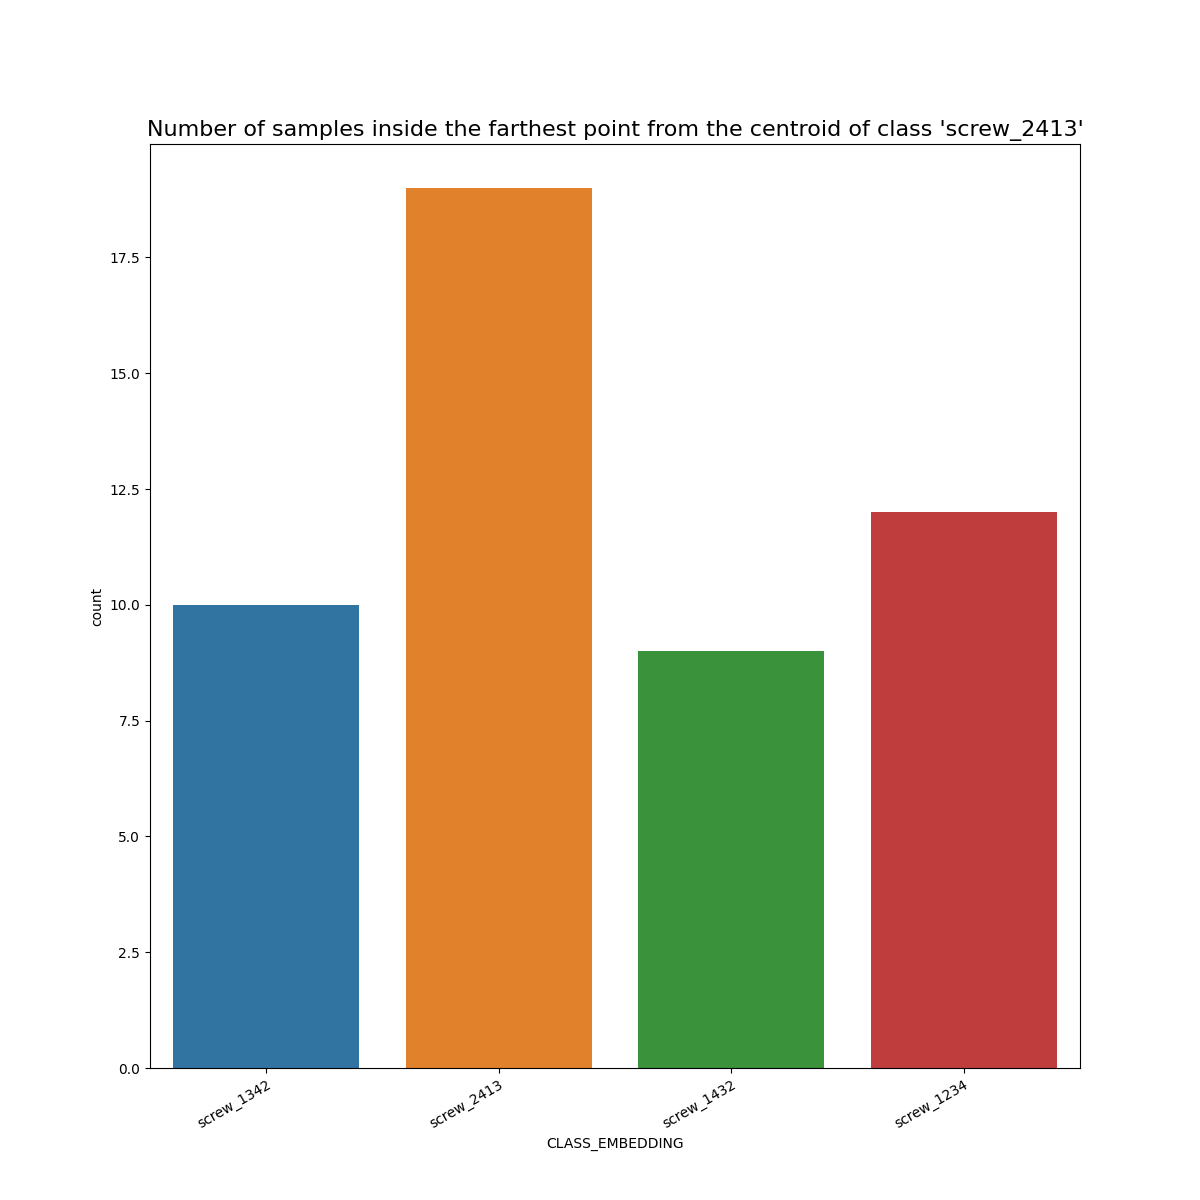 Number of samples inside the farthest point from the centroid of class 'screw_2413'
17.5
15.0
12.5
10.0
7.5
5.0
2.5
0.0
count
screw_1342
screw_2413
screw_1432
screw_1234
CLASS_EMBEDDING